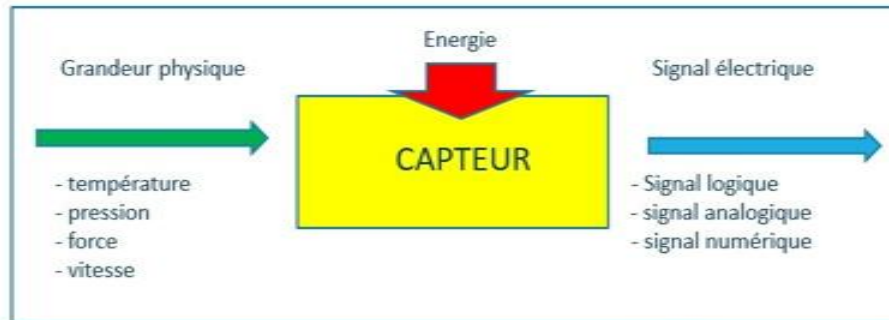 Energie
Grandeur physique
Signal électrique
CAPTEUR
- température
- pression
- force
- vitesse
- Signal logique
- signal analogique
- signal numérique